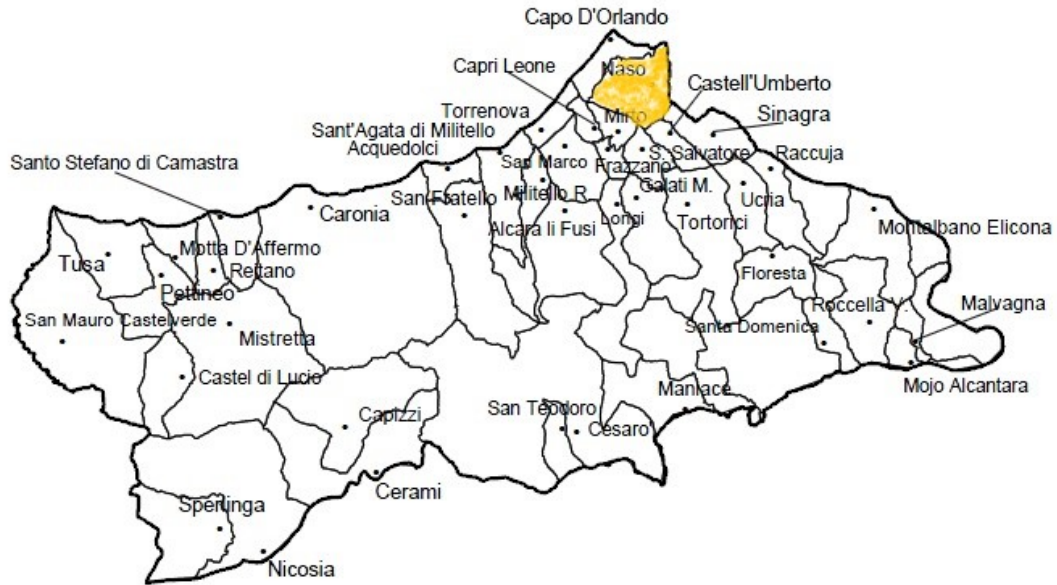 Capo D'Orlando
Naso
Capri Leone
Castell'Umberto
Torrenova
Mirto
Sinagra
Sant'Agata di Militello
Acquedolci
San Marco
Frazzano
S. Salvatore
Raccuja
Santo Stefano di Camastra
San Fratello
Militello R.
Galati M.
Ucria
Caronia
Alcara li Fusi
Longi
Tortorici
Montalbano Elicona
Motta D'Affermo
Tusa
Reitano
Floresta
Pettineo
San Mauro Castelverde
Mistretta
Santa Domenica
Roccella V.
Malvagna
Castel di Lucio
Maniace
Mojo Alcantara
Capizzi
San Teodoro
Cesaro'
Cerami
Sperlinga
Nicosia